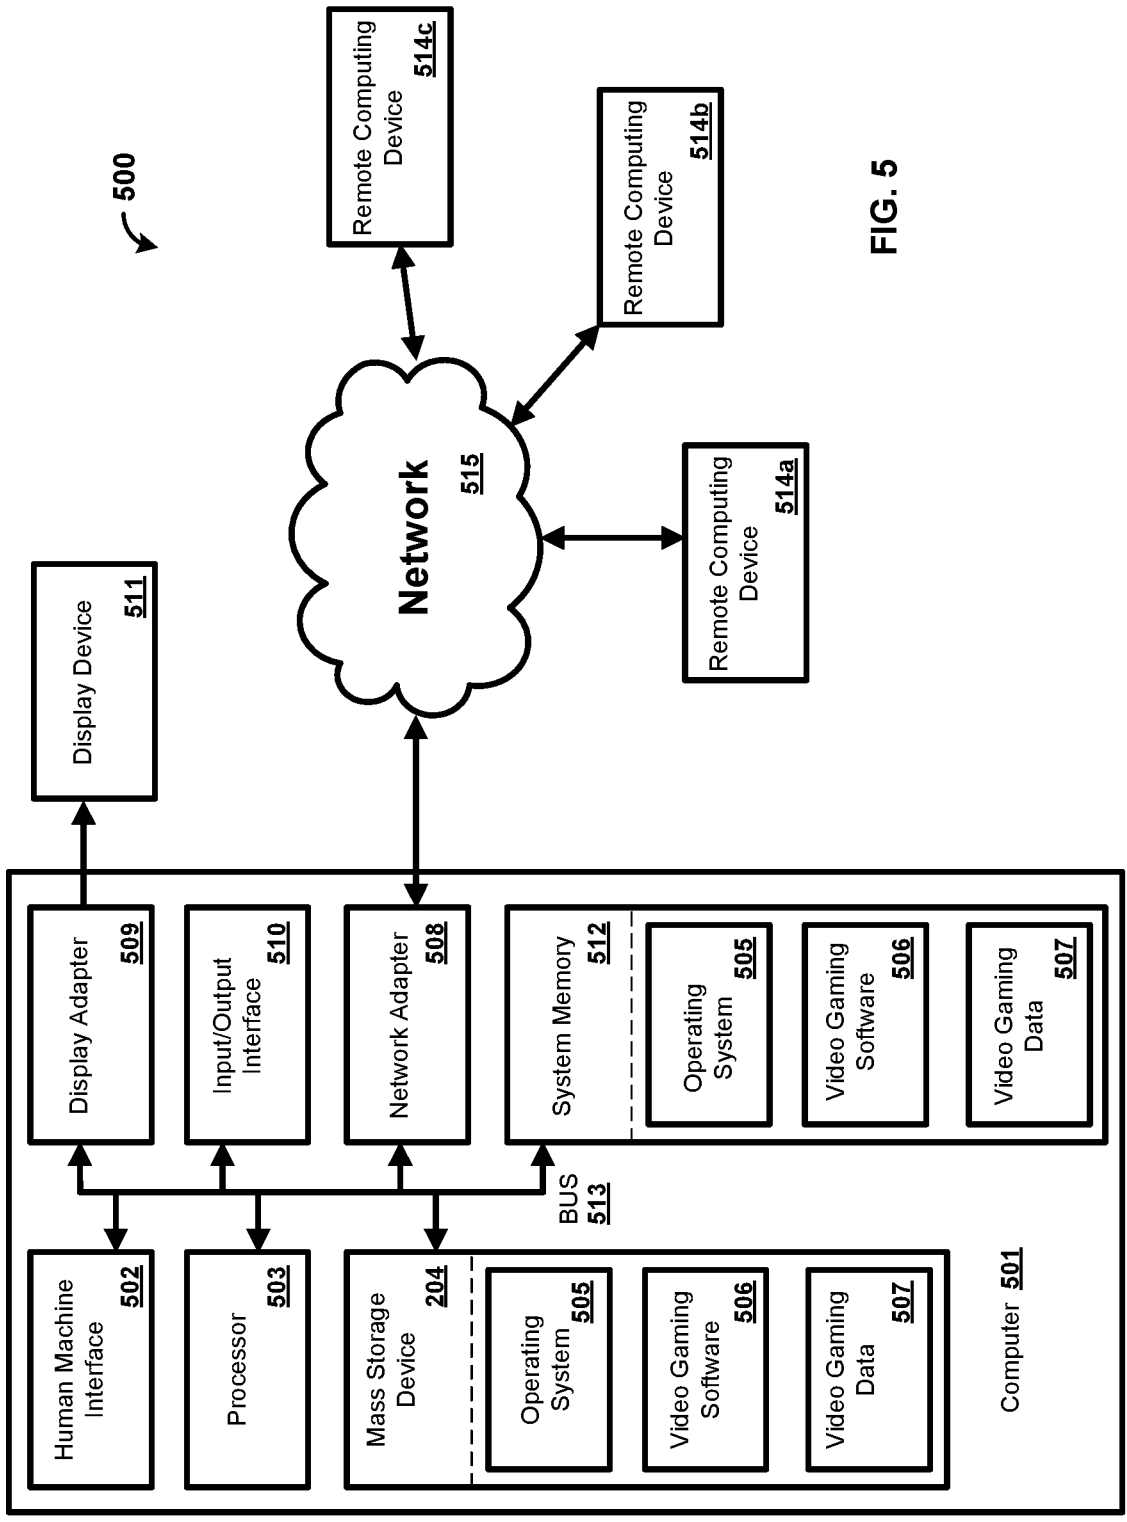 500
Human Machine
Interface
502
Processor
503
Mass Storage
Device
204
Operating
System
505
Video Gaming
Software
506
Video Gaming
Data
507
Computer 501
BUS
513
Display Adapter
509
Input/Output
Interface
510
Network Adapter
508
System Memory
512
Operating
System
505
Video Gaming
Software
506
Video Gaming
Data
507
Display Device
511
Network
515
Remote Computing
Device
514a
Remote Computing
Device
514b
Remote Computing
Device
514c
FIG. 5